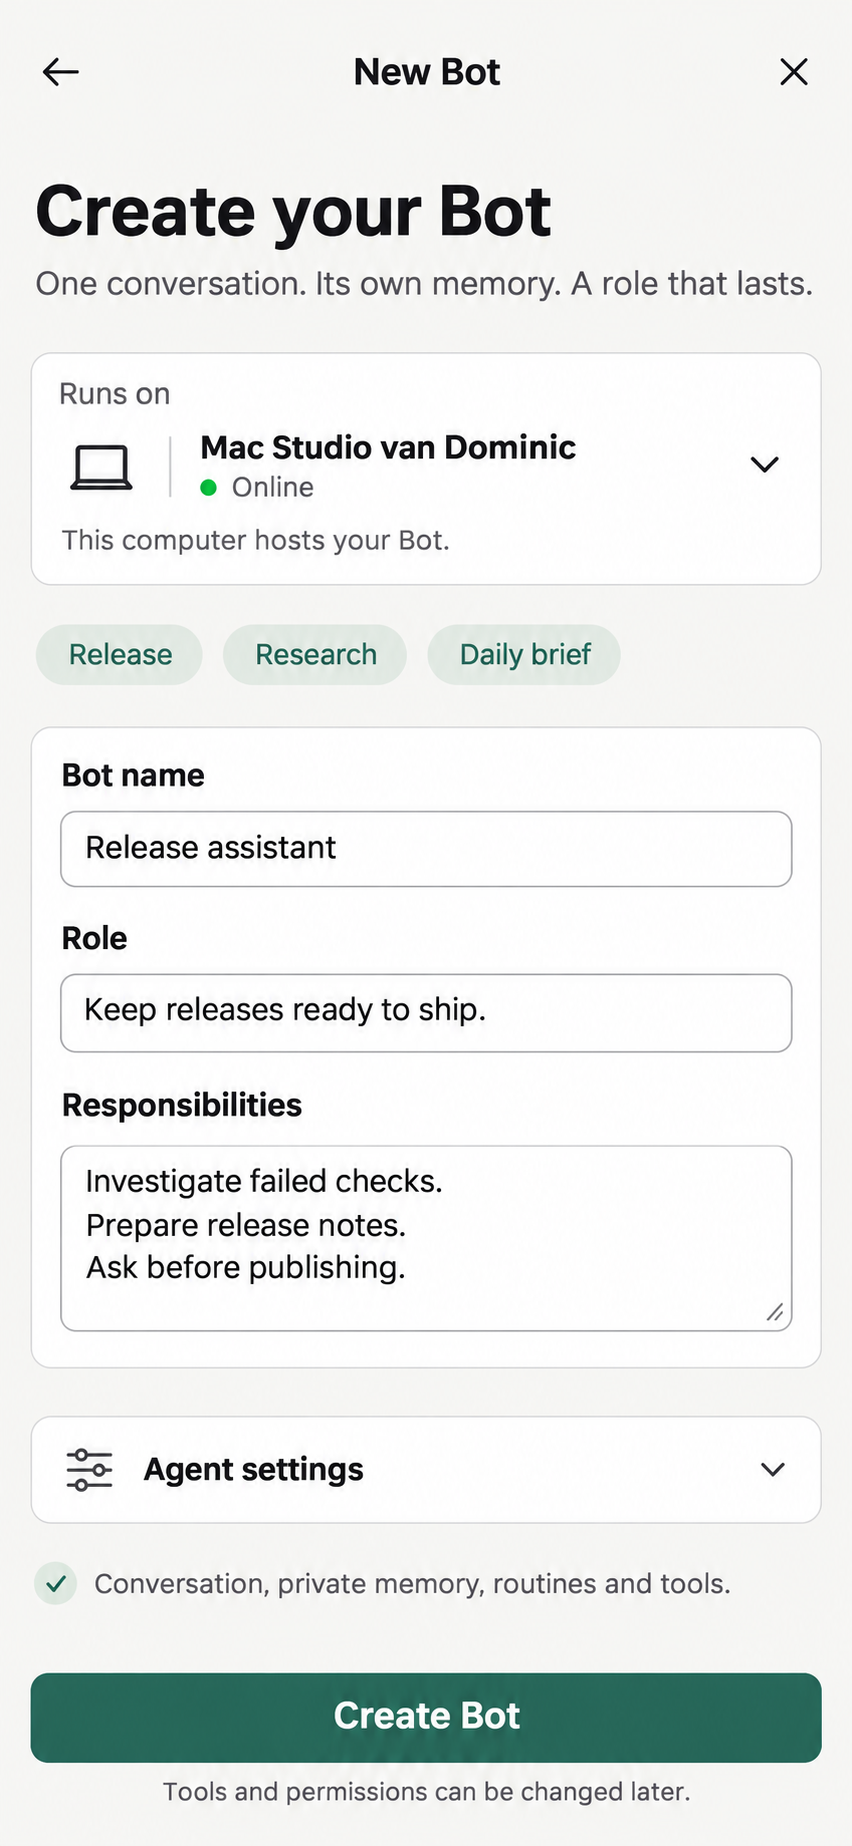 New Bot
Create your Bot
One conversation. Its own memory. A role that lasts.
Runs on
Mac Studio van Dominic
Online
This computer hosts your Bot.
Release
Research
Daily brief
Bot name
Release assistant
Role
Keep releases ready to ship.
Responsibilities
Investigate failed checks.
Prepare release notes.
Ask before publishing.
Agent settings
Conversation, private memory, routines and tools.
Create Bot
Tools and permissions can be changed later.